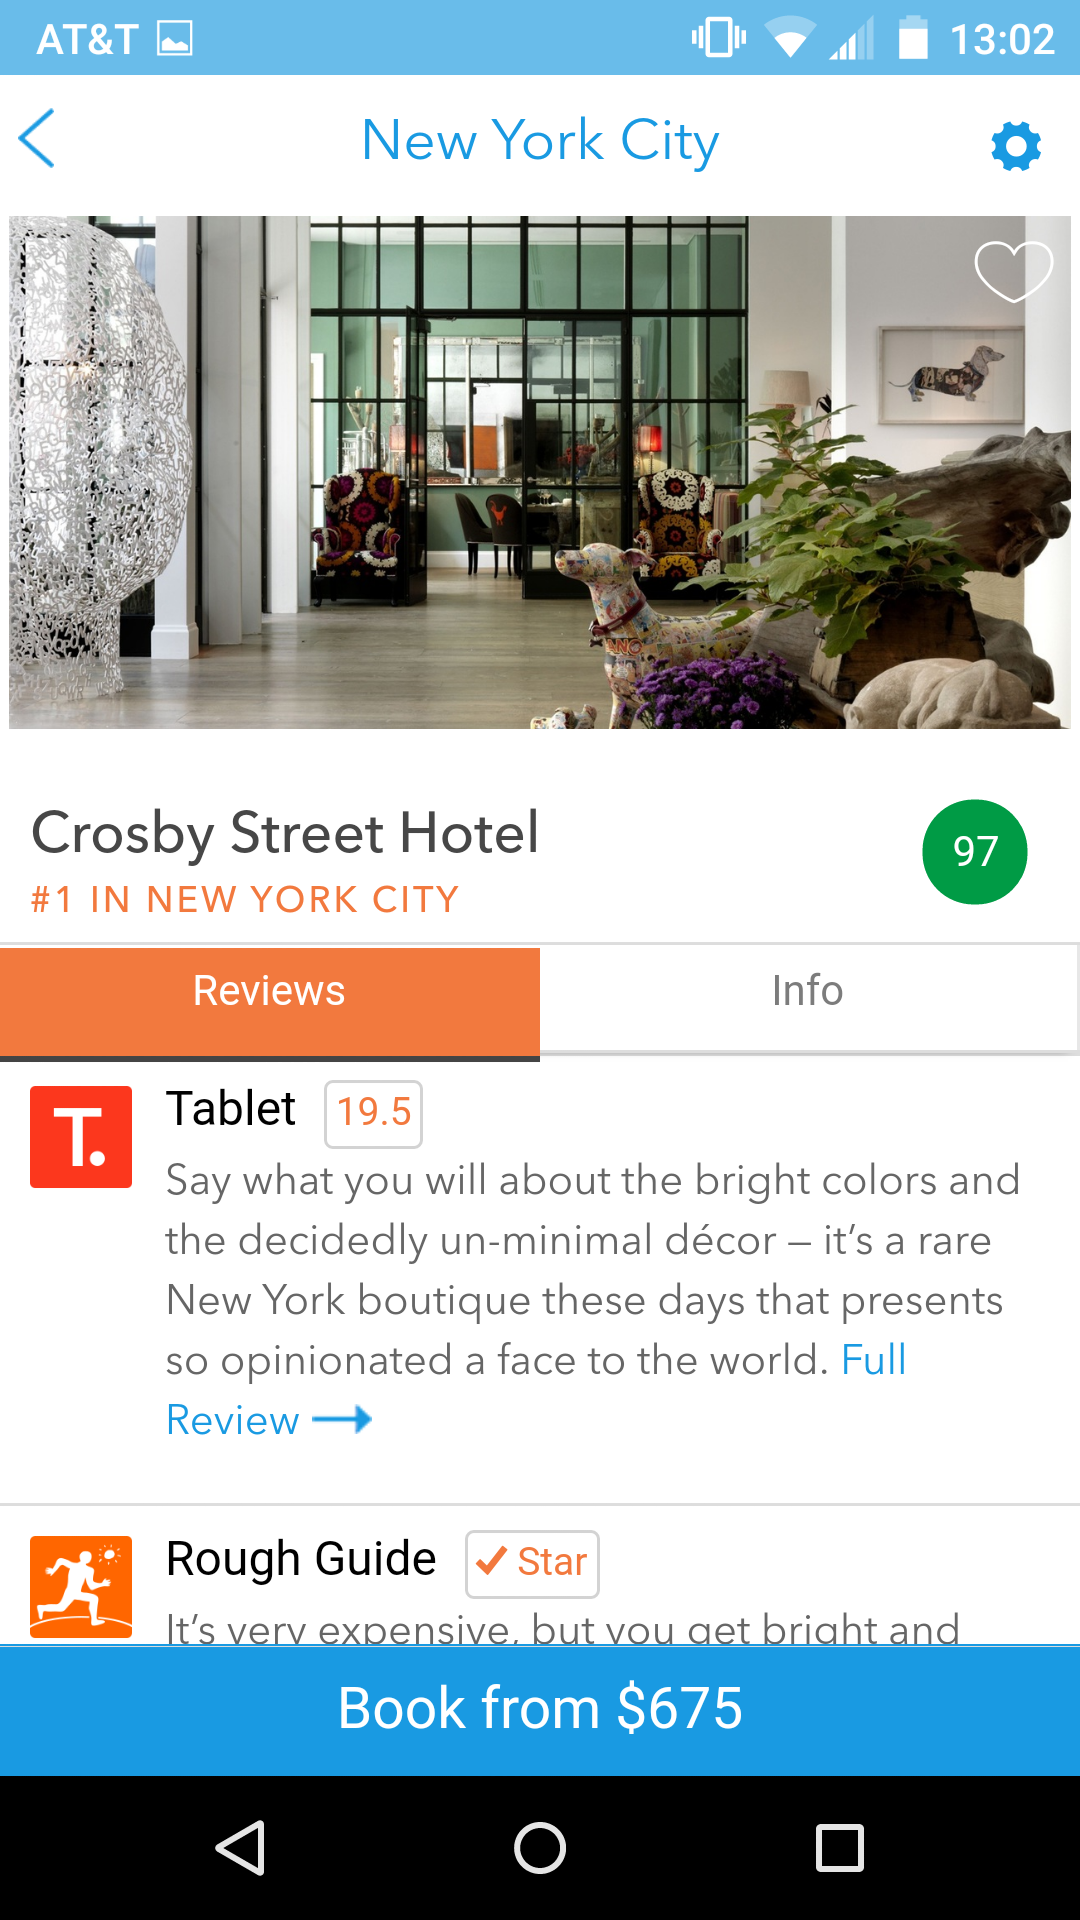 AT&T 13:02
New York City
Crosby Street Hotel
97
#1 IN NEW YORK CITY
Reviews Info
T. Tablet 19.5
Say what you will about the bright colors and
the decidedly un-minimal décor – it's a rare
New York boutique these days that presents
so opinionated a face to the world. Full
Review
Rough Guide Star
It's very expensive, but you get bright and
Book from $675